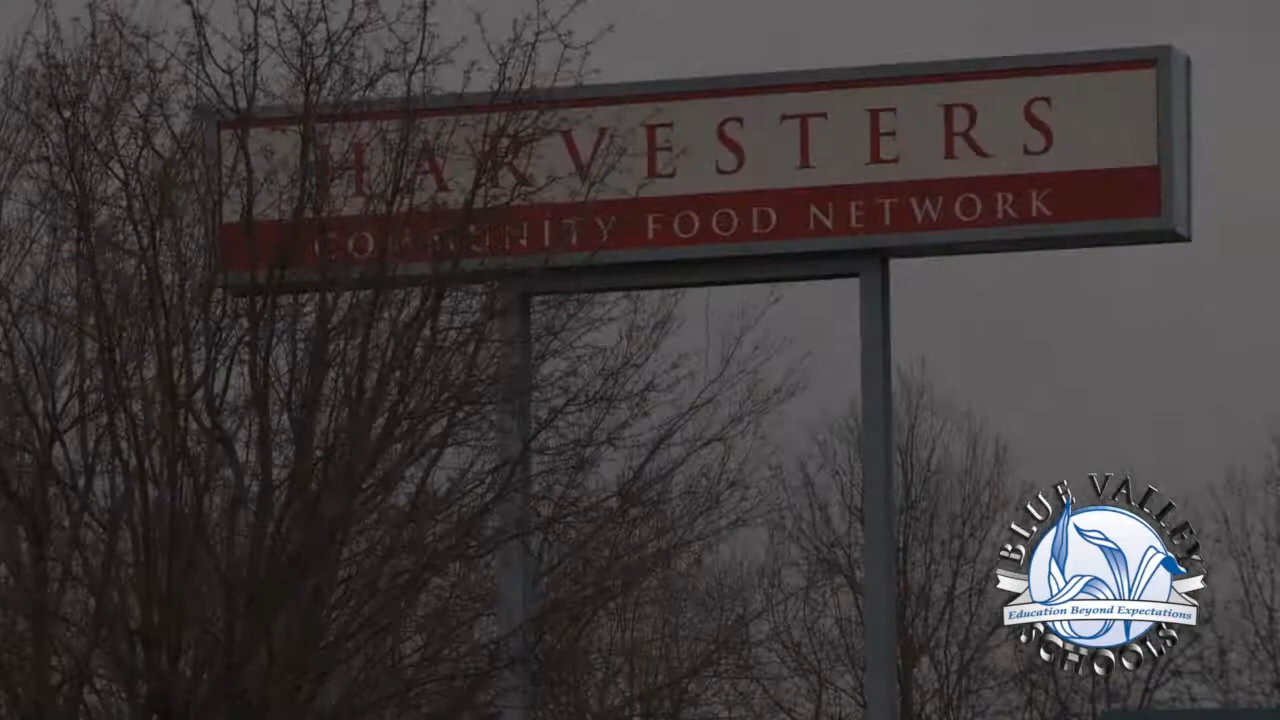 HARVESTERS
COMMUNITY FOOD NETWORK
BLUE VALLEY
Education Beyond Expectations
SCHOOLS